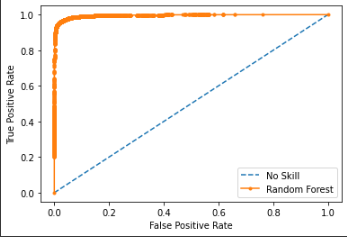 True Positive Rate
1.0
0.8
0.6
0.4
0.2
0.0
No Skill
Random Forest
0.0 0.2 0.4 0.6 0.8 1.0
False Positive Rate